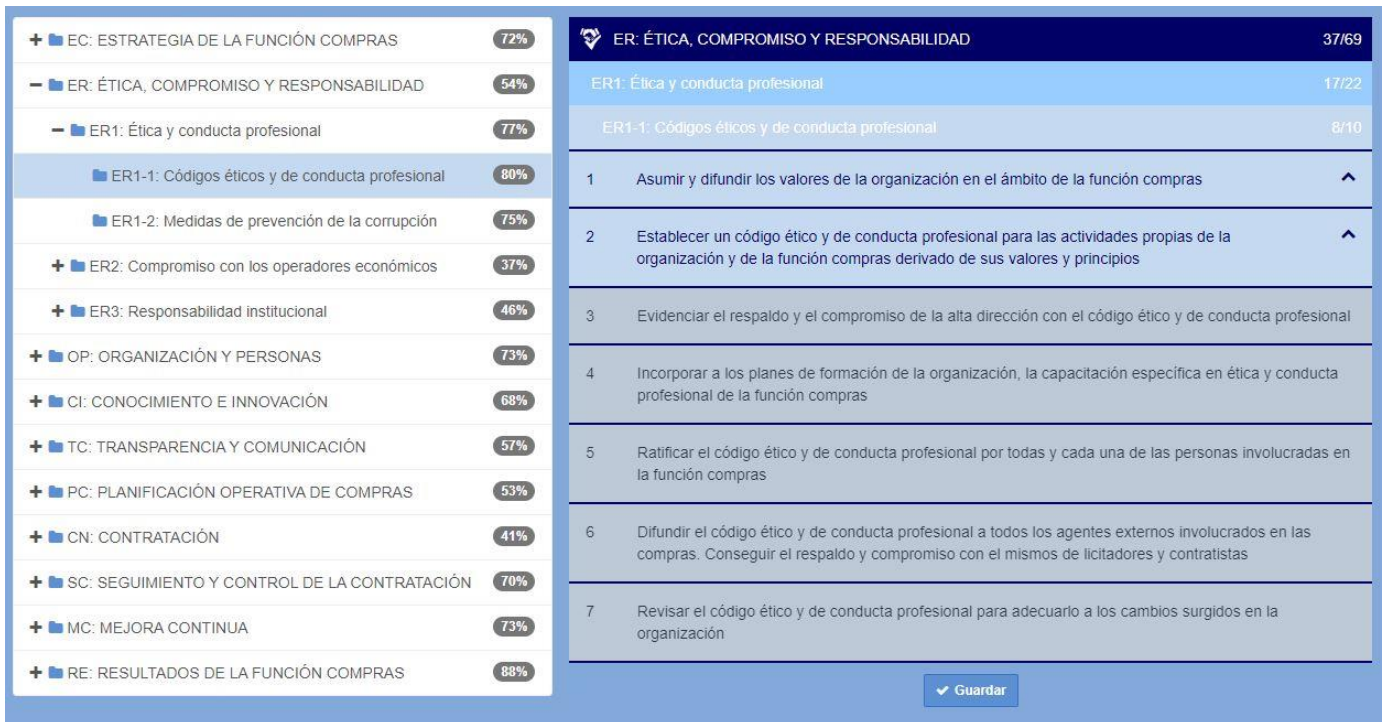 EC: ESTRATEGIA DE LA FUNCIÓN COMPRAS 72%
ER: ÉTICA, COMPROMISO Y RESPONSABILIDAD 54%
ER1: Ética y conducta profesional 77%
ER1-1: Códigos éticos y de conducta profesional 80%
ER1-2: Medidas de prevención de la corrupción 75%
ER2: Compromiso con los operadores económicos 37%
ER3: Responsabilidad institucional 46%
OP: ORGANIZACIÓN Y PERSONAS 73%
CI: CONOCIMIENTO E INNOVACIÓN 68%
TC: TRANSPARENCIA Y COMUNICACIÓN 57%
PC: PLANIFICACIÓN OPERATIVA DE COMPRAS 53%
CN: CONTRATACIÓN 41%
SC: SEGUIMIENTO Y CONTROL DE LA CONTRATACIÓN 70%
MC: MEJORA CONTINUA 73%
RE: RESULTADOS DE LA FUNCIÓN COMPRAS 88%
ER: ÉTICA, COMPROMISO Y RESPONSABILIDAD 37/69
ER1: Ética y conducta profesional 17/22
ER1-1: Códigos éticos y de conducta profesional 8/10
1 Asumir y difundir los valores de la organización en el ámbito de la función compras
2 Establecer un código ético y de conducta profesional para las actividades propias de la
organización y de la función compras derivado de sus valores y principios
3 Evidenciar el respaldo y el compromiso de la alta dirección con el código ético y de conducta profesional
4 Incorporar a los planes de formación de la organización, la capacitación específica en ética y conducta
profesional de la función compras
5 Ratificar el código ético y de conducta profesional por todas y cada una de las personas involucradas en
la función compras
6 Difundir el código ético y de conducta profesional a todos los agentes externos involucrados en las
compras. Conseguir el respaldo y compromiso con el mismos de licitadores y contratistas
7 Revisar el código ético y de conducta profesional para adecuarlo a los cambios surgidos en la
organización
Guardar